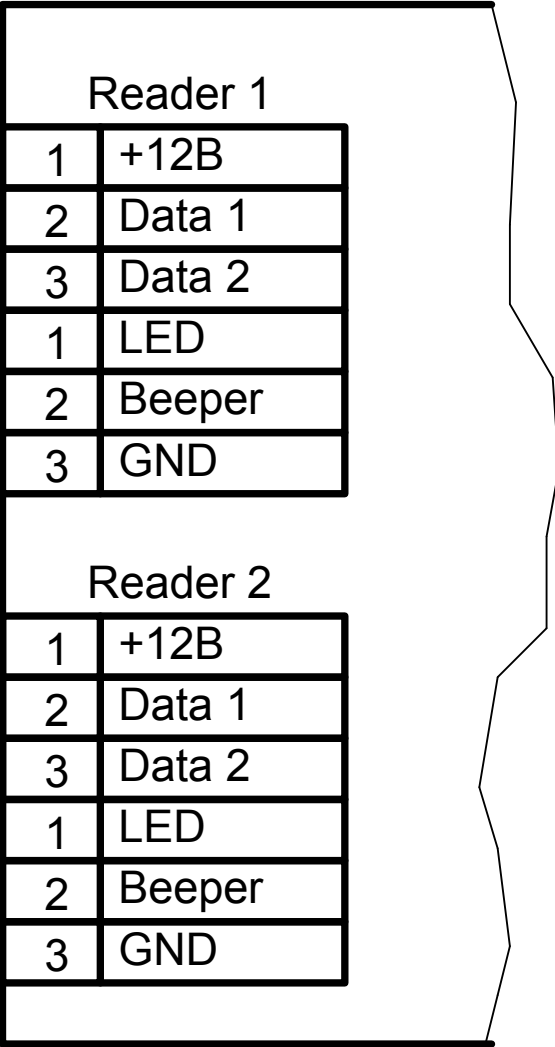 Reader 1
1 +12B
2 Data 1
3 Data 2
1 LED
2 Beeper
3 GND
Reader 2
1 +12B
2 Data 1
3 Data 2
1 LED
2 Beeper
3 GND